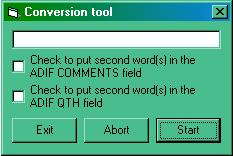 Conversion tool
Check to put second word(s) in the
ADIF COMMENTS field
Check to put second word(s) in the
ADIF QTH field
Exit Abort Start